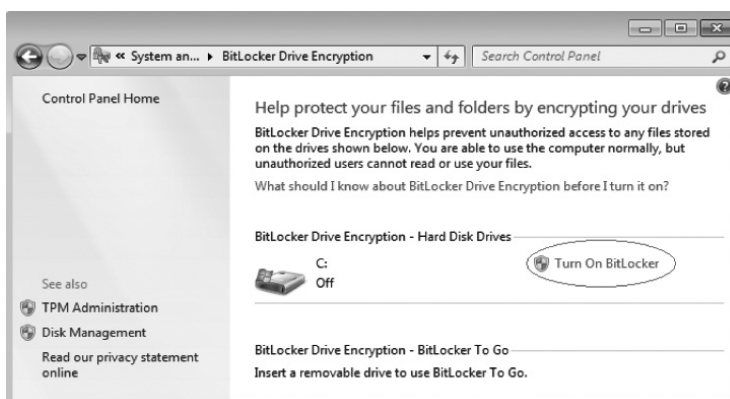 « System an... ▸ BitLocker Drive Encryption
Search Control Panel
Control Panel Home
Help protect your files and folders by encrypting your drives
BitLocker Drive Encryption helps prevent unauthorized access to any files stored
on the drives shown below. You are able to use the computer normally, but
unauthorized users cannot read or use your files.
What should I know about BitLocker Drive Encryption before I turn it on?
BitLocker Drive Encryption - Hard Disk Drives
C:
Off
Turn On BitLocker
See also
TPM Administration
Disk Management
Read our privacy statement
online
BitLocker Drive Encryption - BitLocker To Go
Insert a removable drive to use BitLocker To Go.